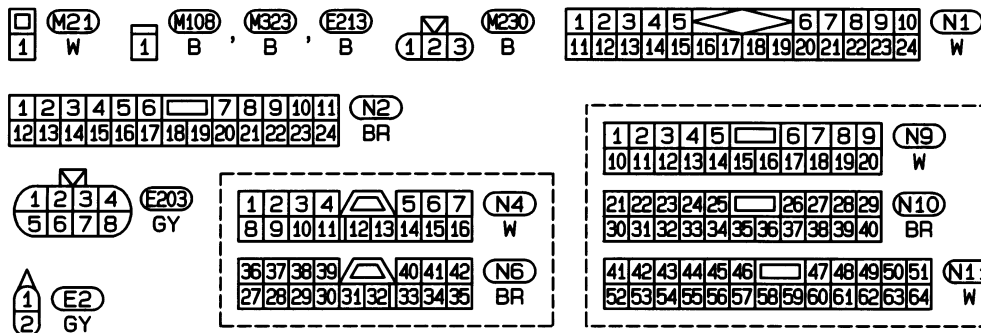 1 M21 W
1 M108 B , M323 B , E213 B
1 2 3 M230 B
1 2 3 4 5 6 7 8 9 10 N1
11 12 13 14 15 16 17 18 19 20 21 22 23 24 W
1 2 3 4 5 6 7 8 9 10 11 N2
12 13 14 15 16 17 18 19 20 21 22 23 24 BR
1 2 3 4 E203
5 6 7 8 GY
1 2 3 4 5 6 7 N4
8 9 10 11 12 13 14 15 16 W
36 37 38 39 40 41 42 N6
27 28 29 30 31 32 33 34 35 BR
1 2 3 4 5 6 7 8 9 N9
10 11 12 13 14 15 16 17 18 19 20 W
21 22 23 24 25 26 27 28 29 N10
30 31 32 33 34 35 36 37 38 39 40 BR
41 42 43 44 45 46 47 48 49 50 51
52 53 54 55 56 57 58 59 60 61 62 63 64 W
1 E2
2 GY